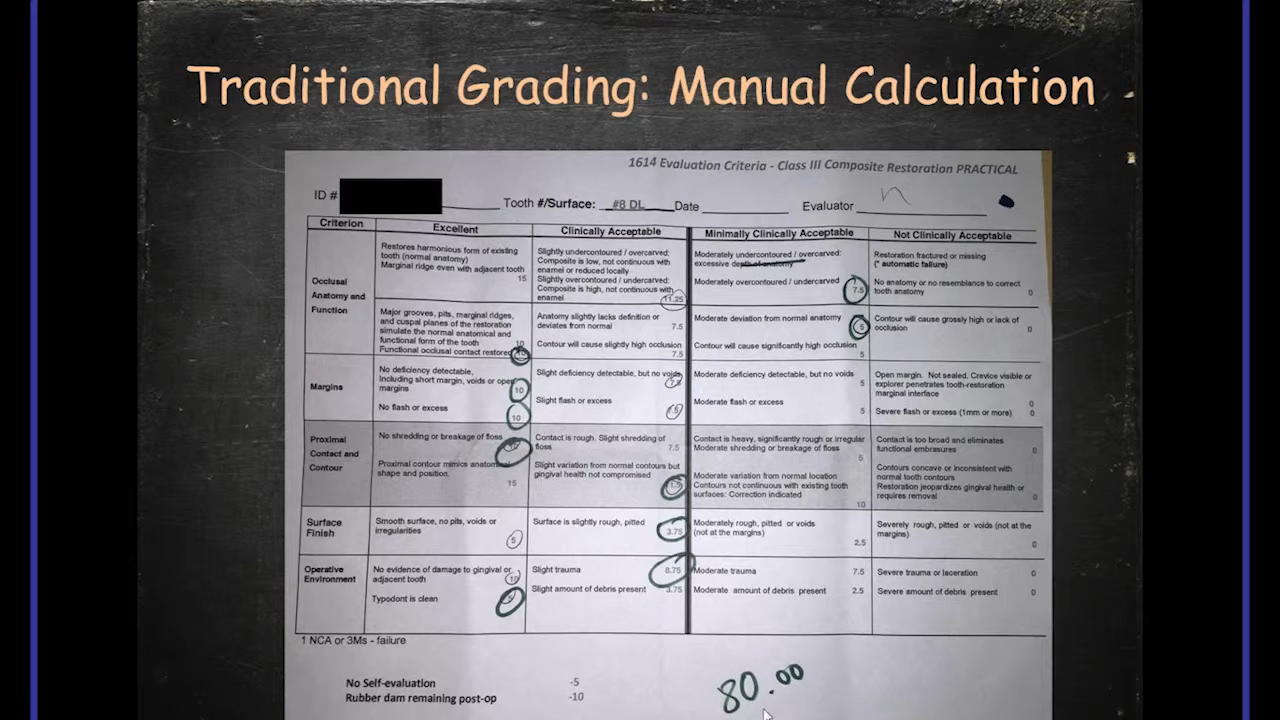 Traditional Grading: Manual Calculation
1614 Evaluation Criteria - Class III Composite Restoration PRACTICAL
ID # Tooth #/Surface: #8 DL Date Evaluator
Criterion Excellent Clinically Acceptable Minimally Clinically Acceptable Not Clinically Acceptable
Occlusal
Anatomy and
Function
Restores harmonious form of existing
tooth (normal anatomy)
Marginal ridge even with adjacent tooth
15
Slightly undercontoured / overcarved:
Composite is low, not continuous with
enamel or reduced locally
Slightly overcontoured / undercarved:
Composite is high, not continuous with
enamel
11.25
Moderately undercontoured / overcarved:
excessive depth of anatomy
Moderately overcontoured / undercarved
7.5
Restoration fractured or missing
(* automatic failure)
No anatomy or no resemblance to correct
tooth anatomy
0
Major grooves, pits, marginal ridges,
and cuspal planes of the restoration
simulate the normal anatomical and
functional form of the tooth
10
Functional occlusal contact restored
Anatomy slightly lacks definition or
deviates from normal
7.5
Contour will cause slightly high occlusion
7.5
Moderate deviation from normal anatomy
5
Contour will cause significantly high occlusion
5
Contour will cause grossly high or lack of
occlusion
0
Margins
No deficiency detectable,
Including short margin, voids or open
margins
10
No flash or excess
10
Slight deficiency detectable, but no voids
7.5
Slight flash or excess
7.5
Moderate deficiency detectable, but no voids
5
Moderate flash or excess
5
Open margin. Not sealed. Crevice visible or
explorer penetrates tooth-restoration
marginal interface
0
Severe flash or excess (1mm or more) 0
Proximal
Contact and
Contour
No shredding or breakage of floss
Proximal contour mimics anatomic
shape and position.
15
Contact is rough. Slight shredding of
floss
7.5
Slight variation from normal contours but
gingival health not compromised
Contact is heavy, significantly rough or irregular
Moderate shredding or breakage of floss
5
Moderate variation from normal location
Contours not continuous with existing tooth
surfaces: Correction indicated
10
Contact is too broad and eliminates
functional embrasures
0
Contours concave or inconsistent with
normal tooth contours
Restoration jeopardizes gingival health or
requires removal
0
Surface
Finish
Smooth surface, no pits, voids or
irregularities
5
Surface is slightly rough, pitted
3.75
Moderately rough, pitted or voids
(not at the margins)
2.5
Severely rough, pitted or voids (not at the
margins)
0
Operative
Environment
No evidence of damage to gingival or
adjacent tooth
10
Typodont is clean
5
Slight trauma
8.75
Slight amount of debris present 3.75
Moderate trauma 7.5
Moderate amount of debris present 2.5
Severe trauma or laceration 0
Severe amount of debris present 0
1 NCA or 3Ms - failure
No Self-evaluation -5
Rubber dam remaining post-op -10
80.00